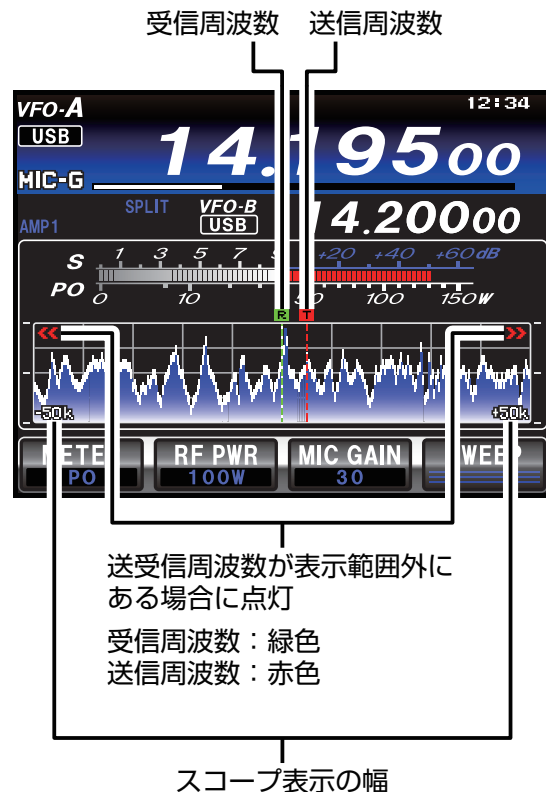 受信周波数 送信周波数
VFO-A 12:34
USB 14.19500
MIC-G
SPLIT VFO-B
AMP1 USB 14.20000
S 1 3 5 7 9 +20 +40 +60dB
PO 0 10 50 100 150W
R T
-50k +50k
METER RF PWR MIC GAIN SWEEP
PO 100W 30
送受信周波数が表示範囲外に
ある場合に点灯
受信周波数:緑色
送信周波数:赤色
スコープ表示の幅